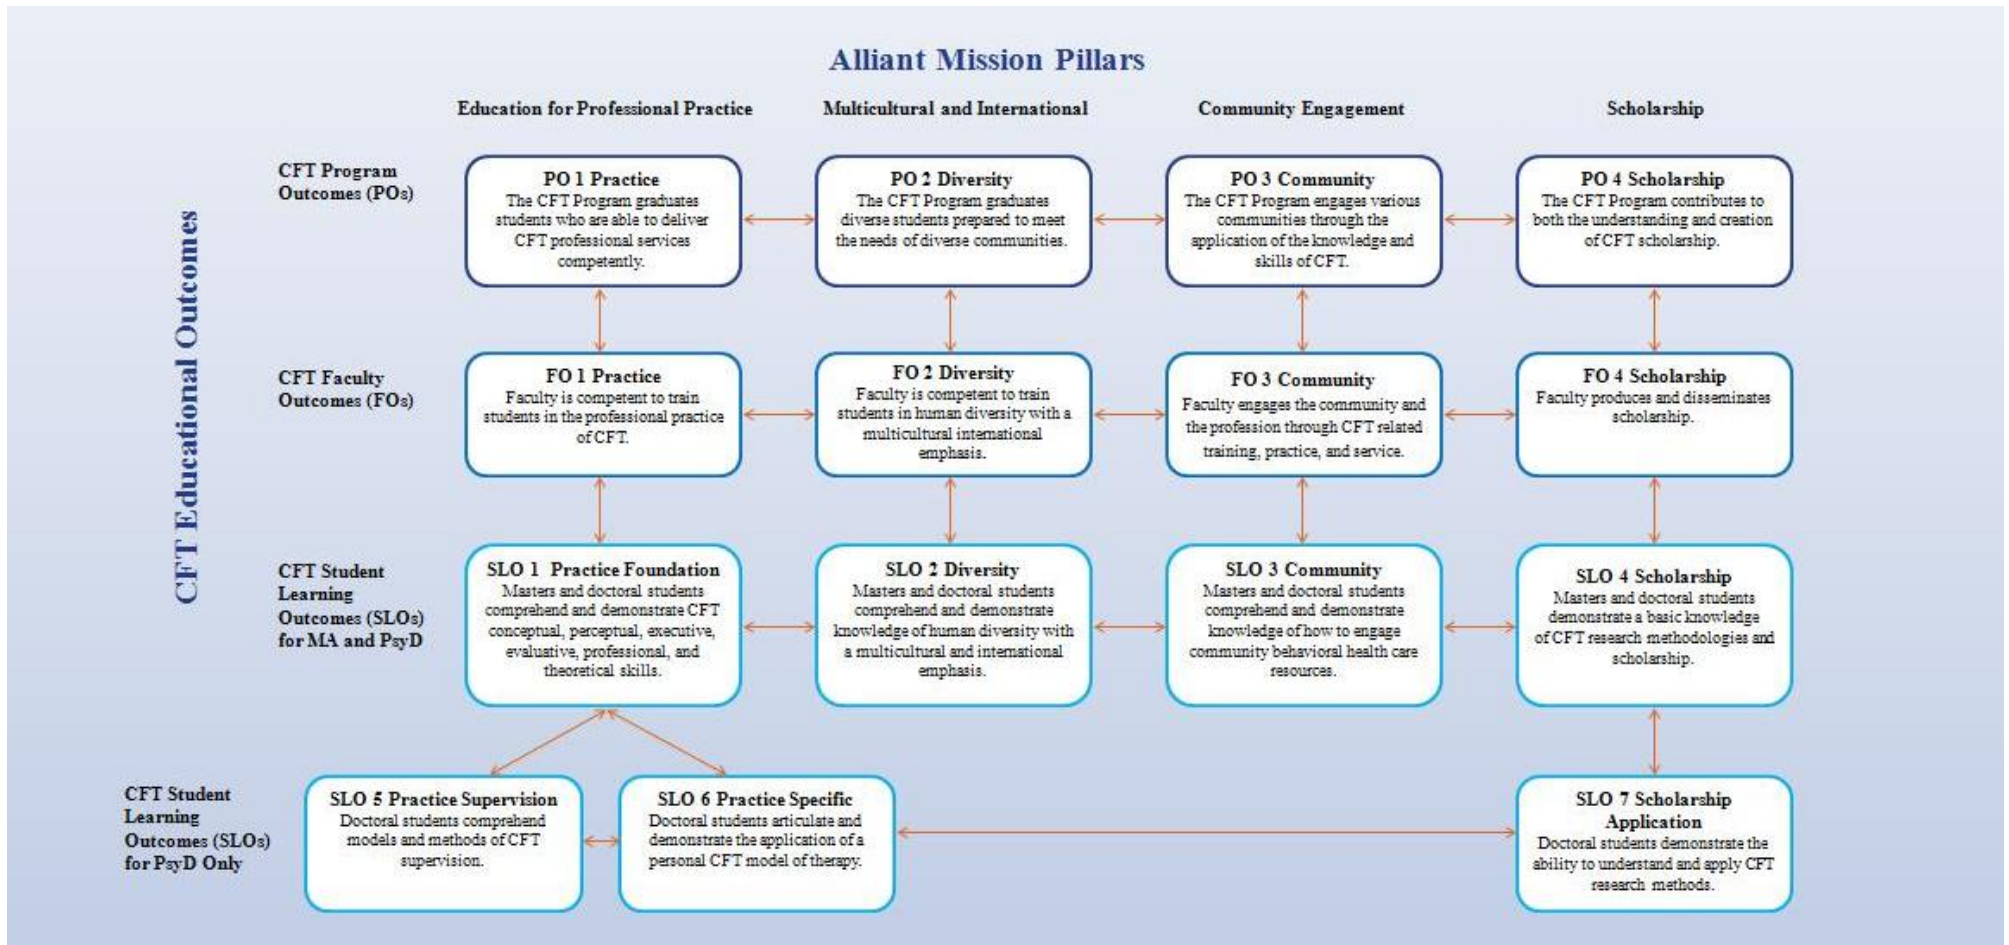 Alliant Mission Pillars
Education for Professional Practice
Multicultural and International
Community Engagement
Scholarship
CFT Educational Outcomes
CFT Program
Outcomes (POs)
PO 1 Practice
The CFT Program graduates
students who are able to deliver
CFT professional services
competently.
PO 2 Diversity
The CFT Program graduates
diverse students prepared to meet
the needs of diverse communities.
PO 3 Community
The CFT Program engages various
communities through the
application of the knowledge and
skills of CFT.
PO 4 Scholarship
The CFT Program contributes to
both the understanding and creation
of CFT scholarship.
CFT Faculty
Outcomes (FOs)
FO 1 Practice
Faculty is competent to train
students in the professional practice
of CFT.
FO 2 Diversity
Faculty is competent to train
students in human diversity with a
multicultural international
emphasis.
FO 3 Community
Faculty engages the community and
the profession through CFT related
training, practice, and service.
FO 4 Scholarship
Faculty produces and disseminates
scholarship.
CFT Student
Learning
Outcomes (SLOs)
for MA and PsyD
SLO 1 Practice Foundation
Masters and doctoral students
comprehend and demonstrate CFT
conceptual, perceptual, executive,
evaluative, professional, and
theoretical skills.
SLO 2 Diversity
Masters and doctoral students
comprehend and demonstrate
knowledge of human diversity with
a multicultural and international
emphasis.
SLO 3 Community
Masters and doctoral students
comprehend and demonstrate
knowledge of how to engage
community behavioral health care
resources.
SLO 4 Scholarship
Masters and doctoral students
demonstrate a basic knowledge
of CFT research methodologies and
scholarship.
CFT Student
Learning
Outcomes (SLOs)
for PsyD Only
SLO 5 Practice Supervision
Doctoral students comprehend
models and methods of CFT
supervision.
SLO 6 Practice Specific
Doctoral students articulate and
demonstrate the application of a
personal CFT model of therapy.
SLO 7 Scholarship
Application
Doctoral students demonstrate the
ability to understand and apply CFT
research methods.